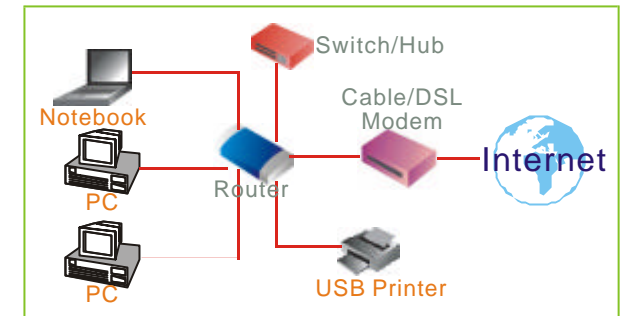 Switch/Hub
Cable/DSL
Modem
Notebook
Internet
Router
PC
USB Printer
PC